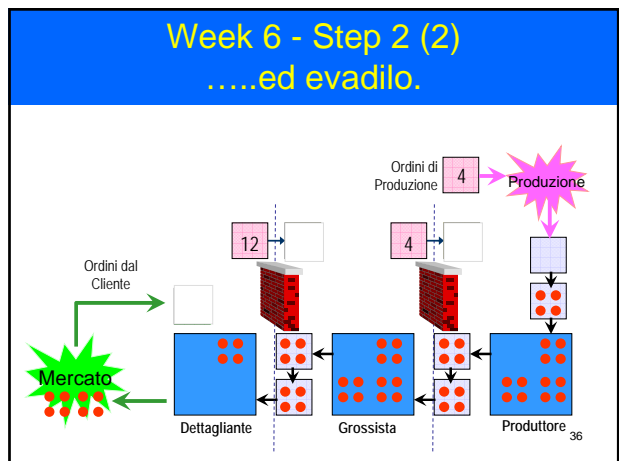 Week 6 - Step 2 (2)
…..ed evadilo.
Ordini di
Produzione
4
Produzione
12
4
Ordini dal
Cliente
Mercato
Dettagliante
Grossista
Produttore
36